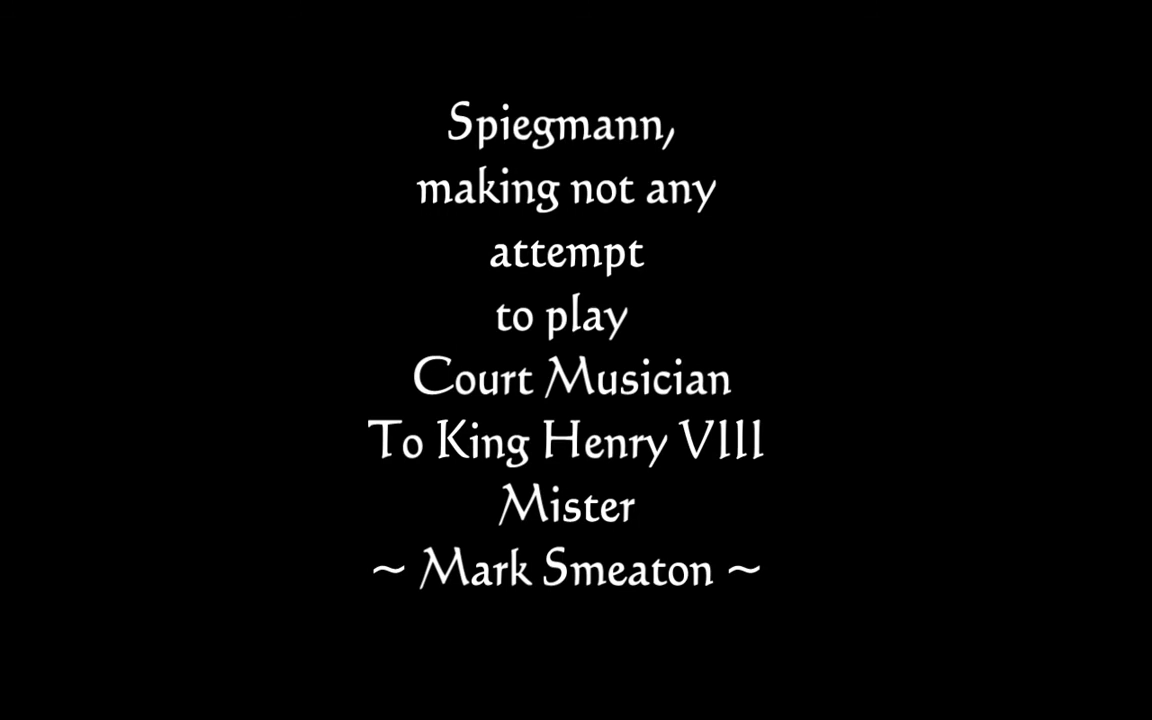 Spiegmann,
making not any
attempt
to play
Court Musician
To King Henry VIII
Mister
~ Mark Smeaton ~